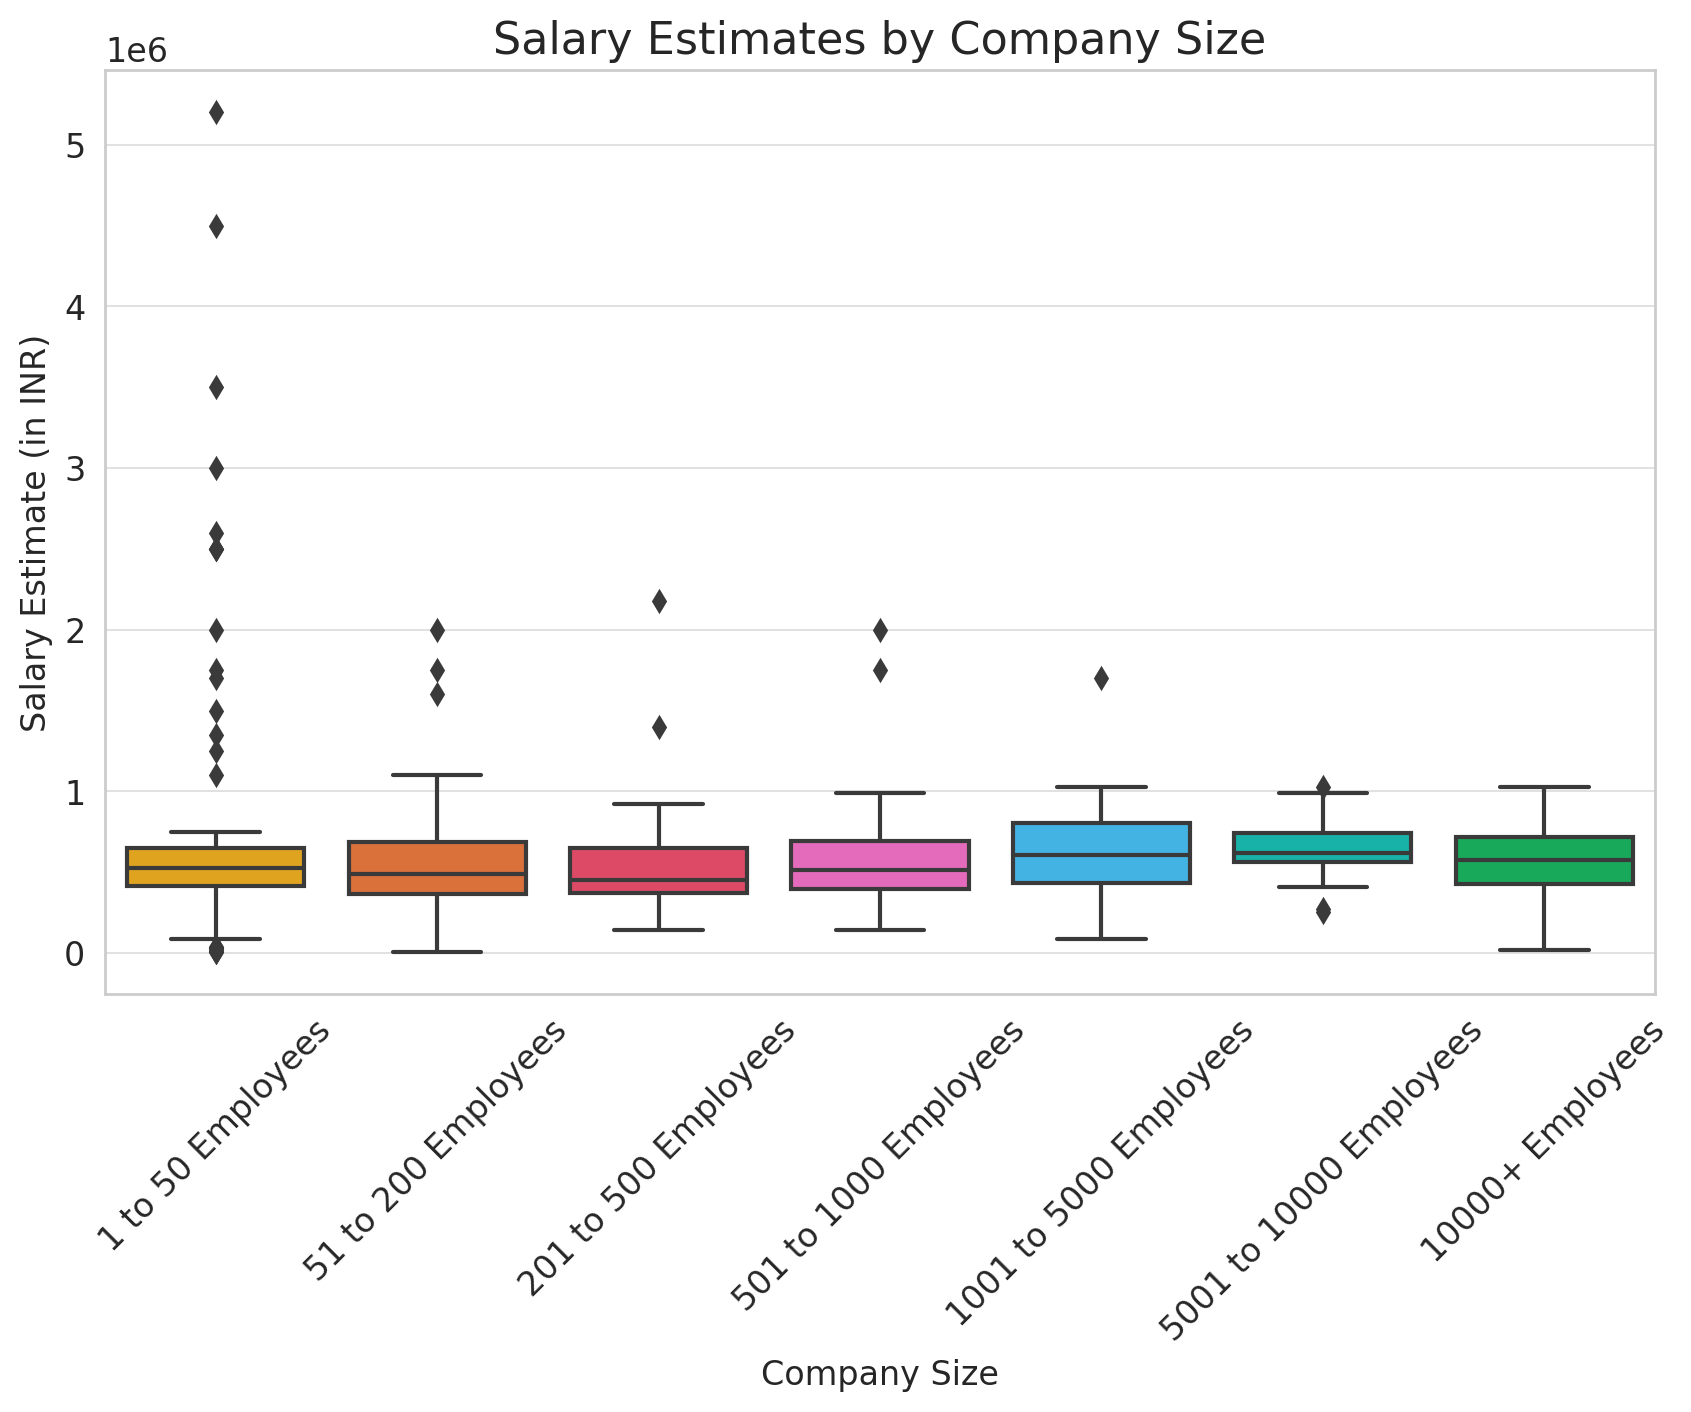 Salary Estimates by Company Size
1e6
5
4
3
2
1
0
Salary Estimate (in INR)
1 to 50 Employees
51 to 200 Employees
201 to 500 Employees
501 to 1000 Employees
1001 to 5000 Employees
5001 to 10000 Employees
10000+ Employees
Company Size